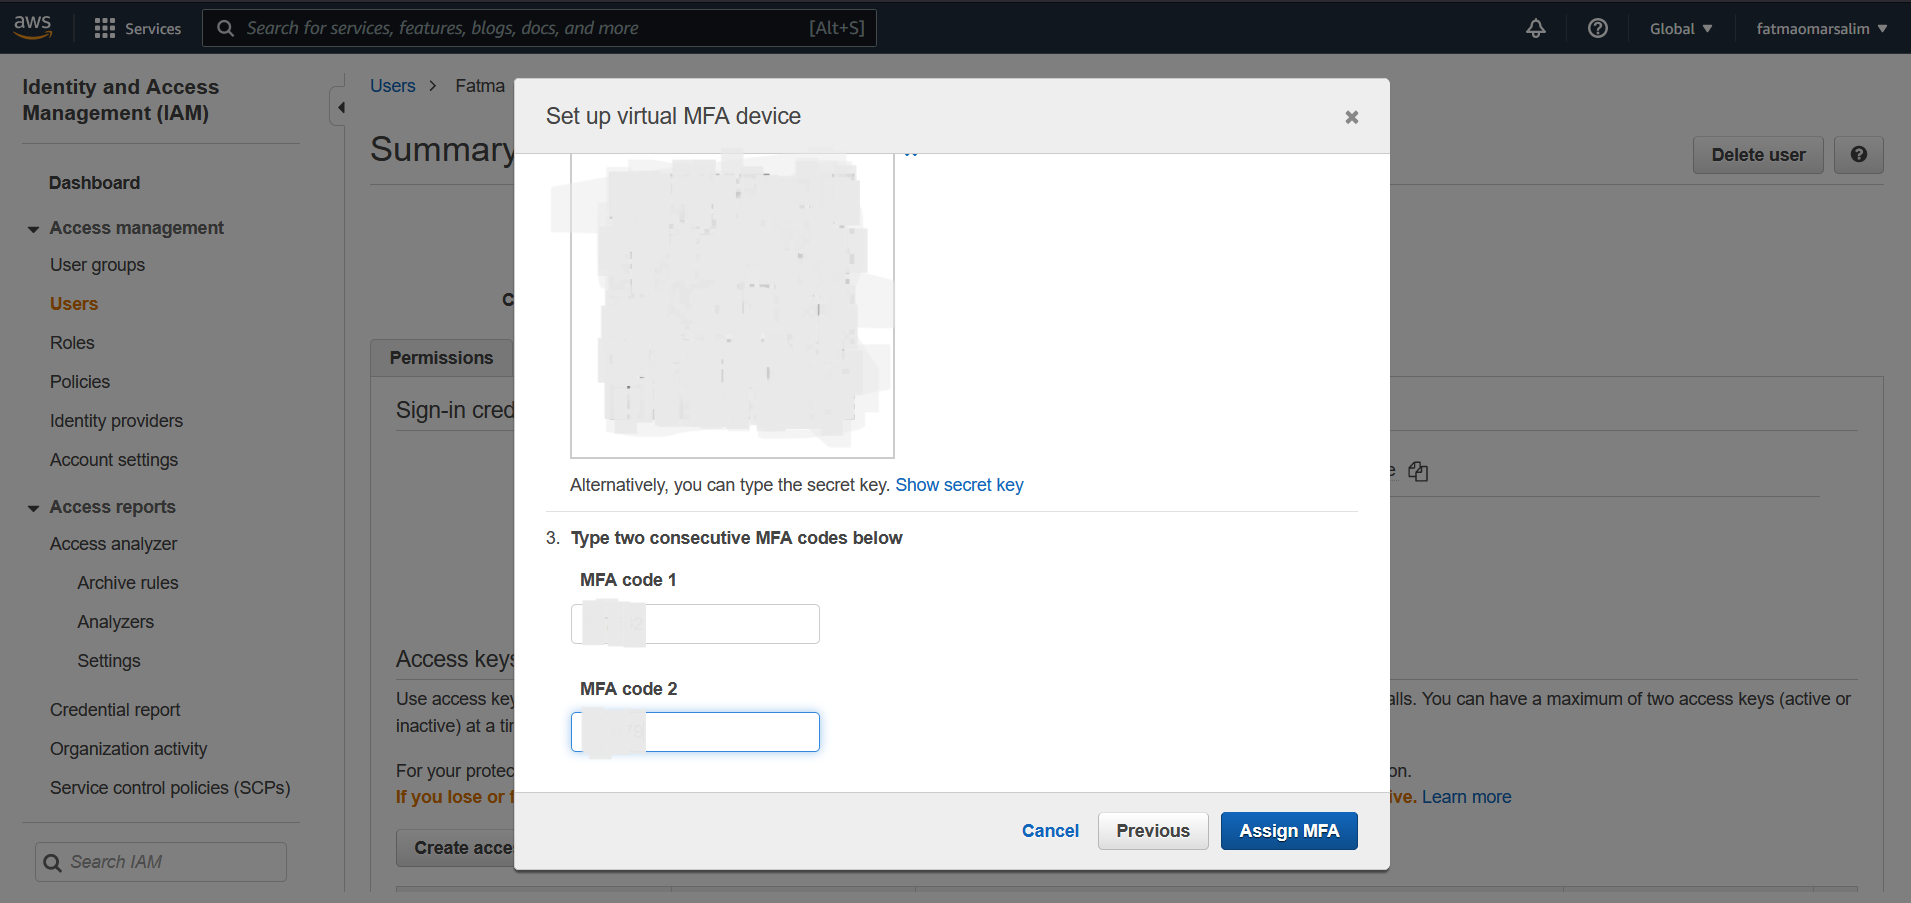 aws
Services
Search for services, features, blogs, docs, and more
[Alt+S]
Global
fatmaomarsalim
Identity and Access
Management (IAM)
Dashboard
Access management
User groups
Users
Roles
Policies
Identity providers
Account settings
Access reports
Access analyzer
Archive rules
Analyzers
Settings
Credential report
Organization activity
Service control policies (SCPs)
Search IAM
Users > Fatma
Summary
Delete user
Permissions
Sign-in cred
Access keys
Use access key
alls. You can have a maximum of two access keys (active or
inactive) at a
For your protec
on.
If you lose or
ive. Learn more
Create acce
Set up virtual MFA device
Alternatively, you can type the secret key. Show secret key
3. Type two consecutive MFA codes below
MFA code 1
MFA code 2
Cancel
Previous
Assign MFA